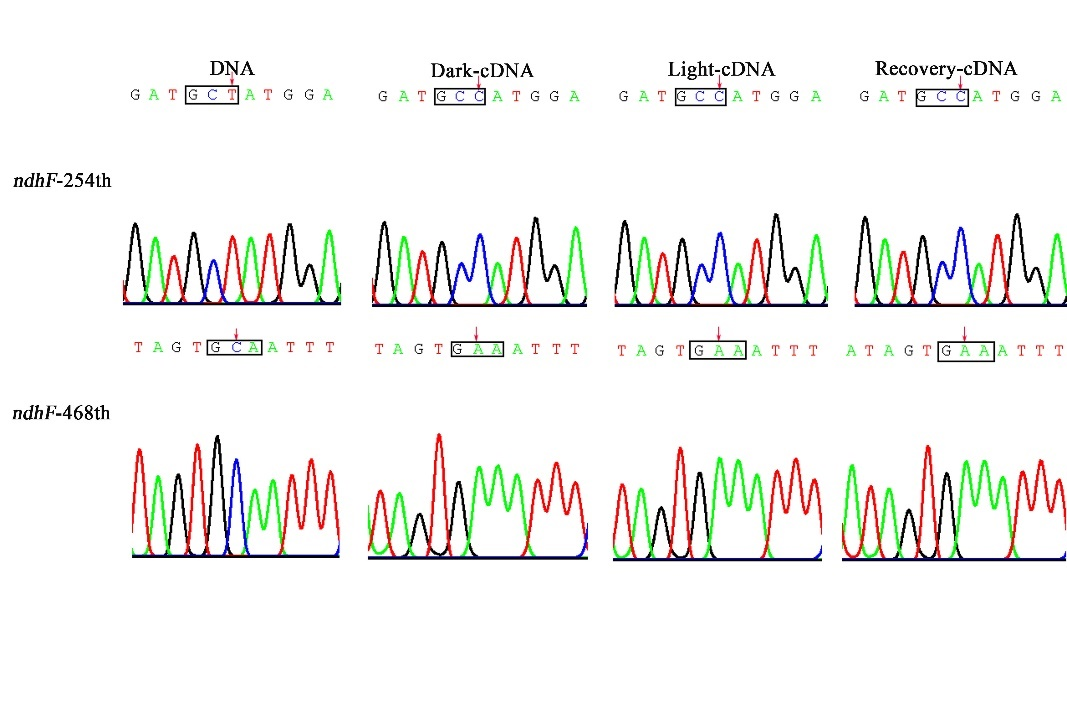 DNA Dark-cDNA Light-cDNA Recovery-cDNA
G A T G C T A T G G A G A T G C C A T G G A G A T G C C A T G G A G A T G C C A T G G A
ndhF-254th
T A G T G C A A T T T T A G T G A A A T T T T A G T G A A A T T T A T A G T G A A A T T T
ndhF-468th